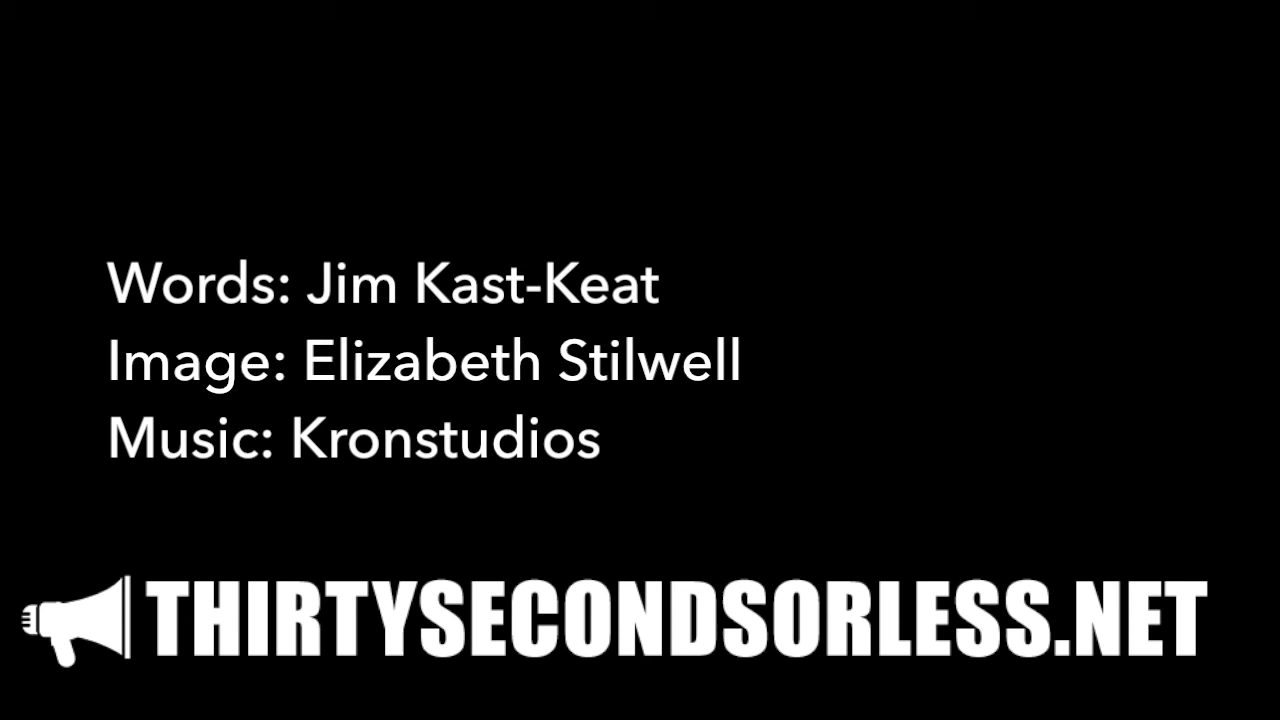 Words: Jim Kast-Keat
Image: Elizabeth Stilwell
Music: Kronstudios
THIRTYSECONDSORLESS.NET